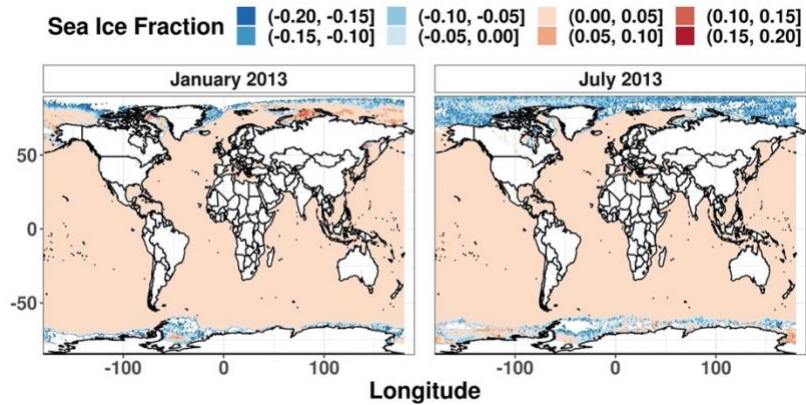 Sea Ice Fraction
(-0.20, -0.15] (-0.10, -0.05] (0.00, 0.05] (0.10, 0.15]
(-0.15, -0.10] (-0.05, 0.00] (0.05, 0.10] (0.15, 0.20]
January 2013 July 2013
50
0
-50
-100 0 100 -100 0 100
Longitude